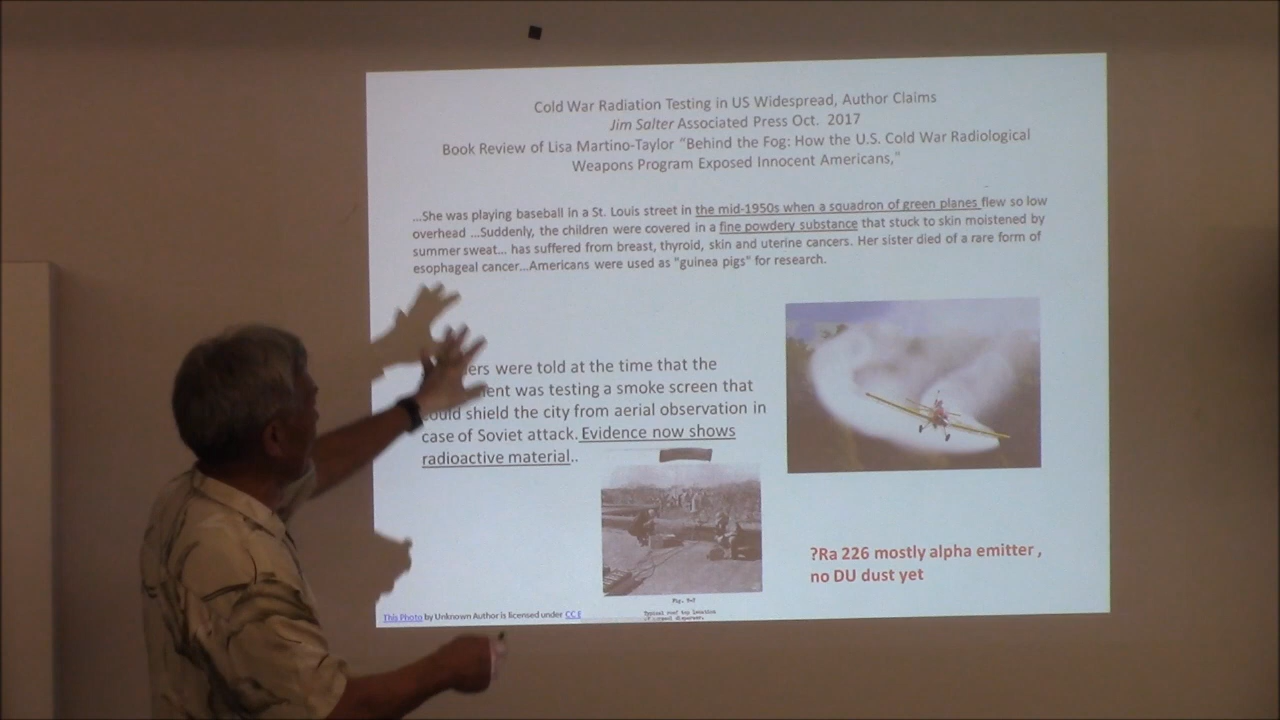 Cold War Radiation Testing in US Widespread, Author Claims
Jim Salter Associated Press Oct. 2017
Book Review of Lisa Martino-Taylor “Behind the Fog: How the U.S. Cold War Radiological
Weapons Program Exposed Innocent Americans,”
...She was playing baseball in a St. Louis street in the mid-1950s when a squadron of green planes flew so low
overhead ...Suddenly, the children were covered in a fine powdery substance that stuck to skin moistened by
summer sweat... has suffered from breast, thyroid, skin and uterine cancers. Her sister died of a rare form of
esophageal cancer...Americans were used as "guinea pigs" for research.
were told at the time that the
was testing a smoke screen that
could shield the city from aerial observation in
case of Soviet attack. Evidence now shows
radioactive material..
?Ra 226 mostly alpha emitter ,
no DU dust yet
Typical roof top location
This Photo by Unknown Author is licensed under CC E